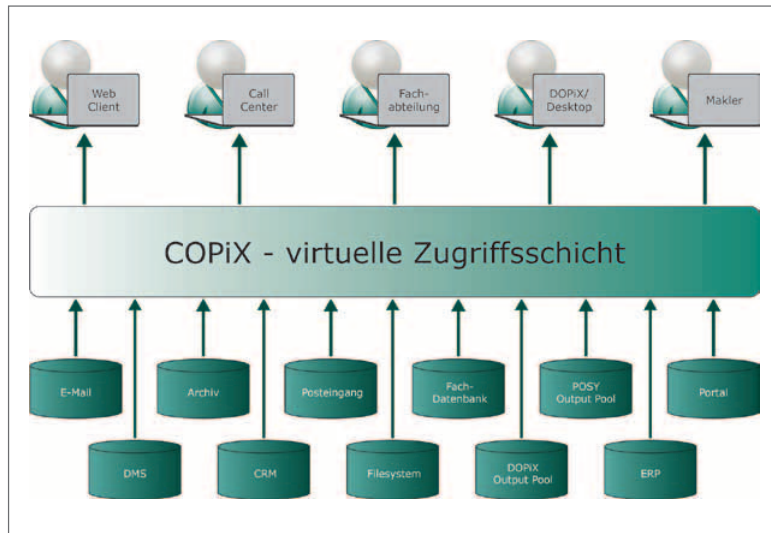 Web
Client
Call
Center
Fach-
abteilung
DOPiX/
Desktop
Makler
COPiX - virtuelle Zugriffsschicht
E-Mail
Archiv
Posteingang
Fach-
Datenbank
POSY
Output Pool
Portal
DMS
CRM
Filesystem
DOPiX
Output Pool
ERP